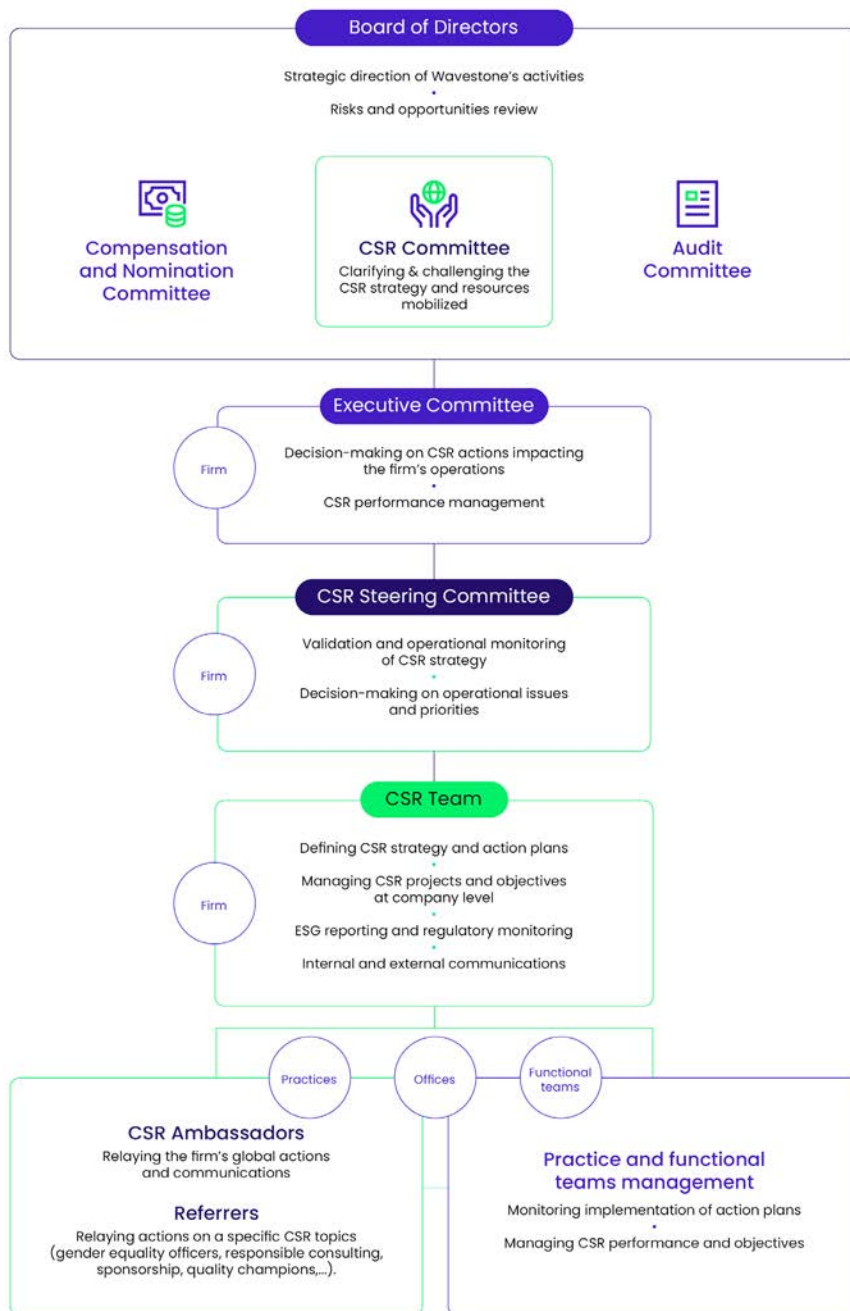 Board of Directors
Strategic direction of Wavestone's activities
•
Risks and opportunities review
Compensation
and Nomination
Committee
CSR Committee
Clarifying & challenging the
CSR strategy and resources
mobilized
Audit
Committee
Executive Committee
Firm
Decision-making on CSR actions impacting
the firm's operations
•
CSR performance management
CSR Steering Committee
Firm
Validation and operational monitoring
of CSR strategy
•
Decision-making on operational issues
and priorities
CSR Team
Firm
Defining CSR strategy and action plans
•
Managing CSR projects and objectives
at company level
•
ESG reporting and regulatory monitoring
•
Internal and external communications
Practices
Offices
Functional
teams
CSR Ambassadors
Relaying the firm's global actions
and communications
Referrers
Relaying actions on a specific CSR topics
(gender equality officers, responsible consulting,
sponsorship, quality champions,...).
Practice and functional
teams management
Monitoring implementation of action plans
•
Managing CSR performance and objectives